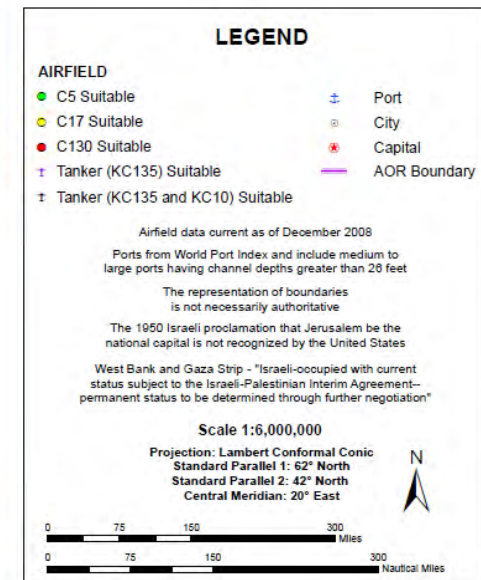 LEGEND
AIRFIELD
C5 Suitable
C17 Suitable
C130 Suitable
Tanker (KC135) Suitable
Tanker (KC135 and KC10) Suitable
Port
City
Capital
AOR Boundary
Airfield data current as of December 2008
Ports from World Port Index and include medium to
large ports having channel depths greater than 26 feet
The representation of boundaries
is not necessarily authoritative
The 1950 Israeli proclamation that Jerusalem be the
national capital is not recognized by the United States
West Bank and Gaza Strip - "Israeli-occupied with current
status subject to the Israeli-Palestinian Interim Agreement--
permanent status to be determined through further negotiation"
Scale 1:6,000,000
Projection: Lambert Conformal Conic
Standard Parallel 1: 62° North
Standard Parallel 2: 42° North
Central Meridian: 20° East
N
0 75 150 300
Miles
0 75 150 300
Nautical Miles